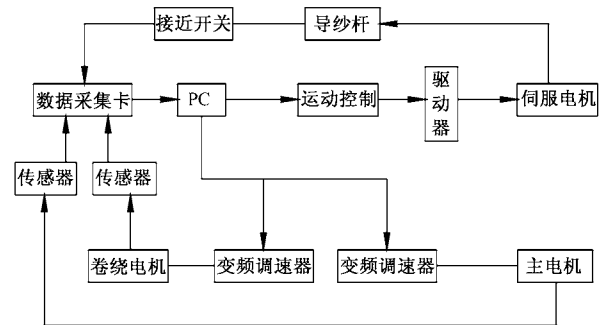 接近开关
导纱杆
数据采集卡
PC
运动控制
驱动器
伺服电机
传感器
传感器
卷绕电机
变频调速器
变频调速器
主电机